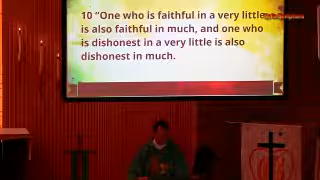 10 “One who is faithful in a very little
is also faithful in much, and one who
is dishonest in a very little is also
dishonest in much.